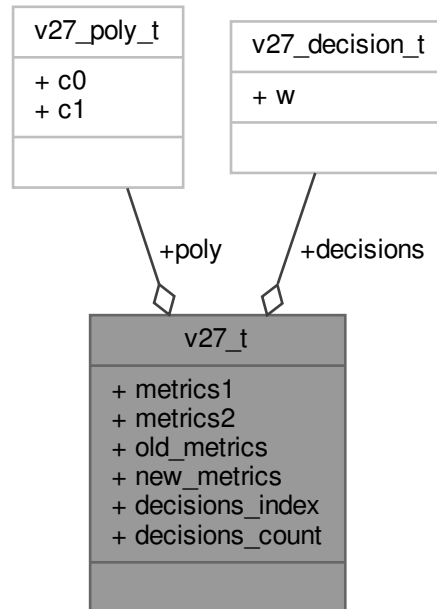 v27_poly_t
+ c0
+ c1
v27_decision_t
+ w
+poly
+decisions
v27_t
+ metrics1
+ metrics2
+ old_metrics
+ new_metrics
+ decisions_index
+ decisions_count